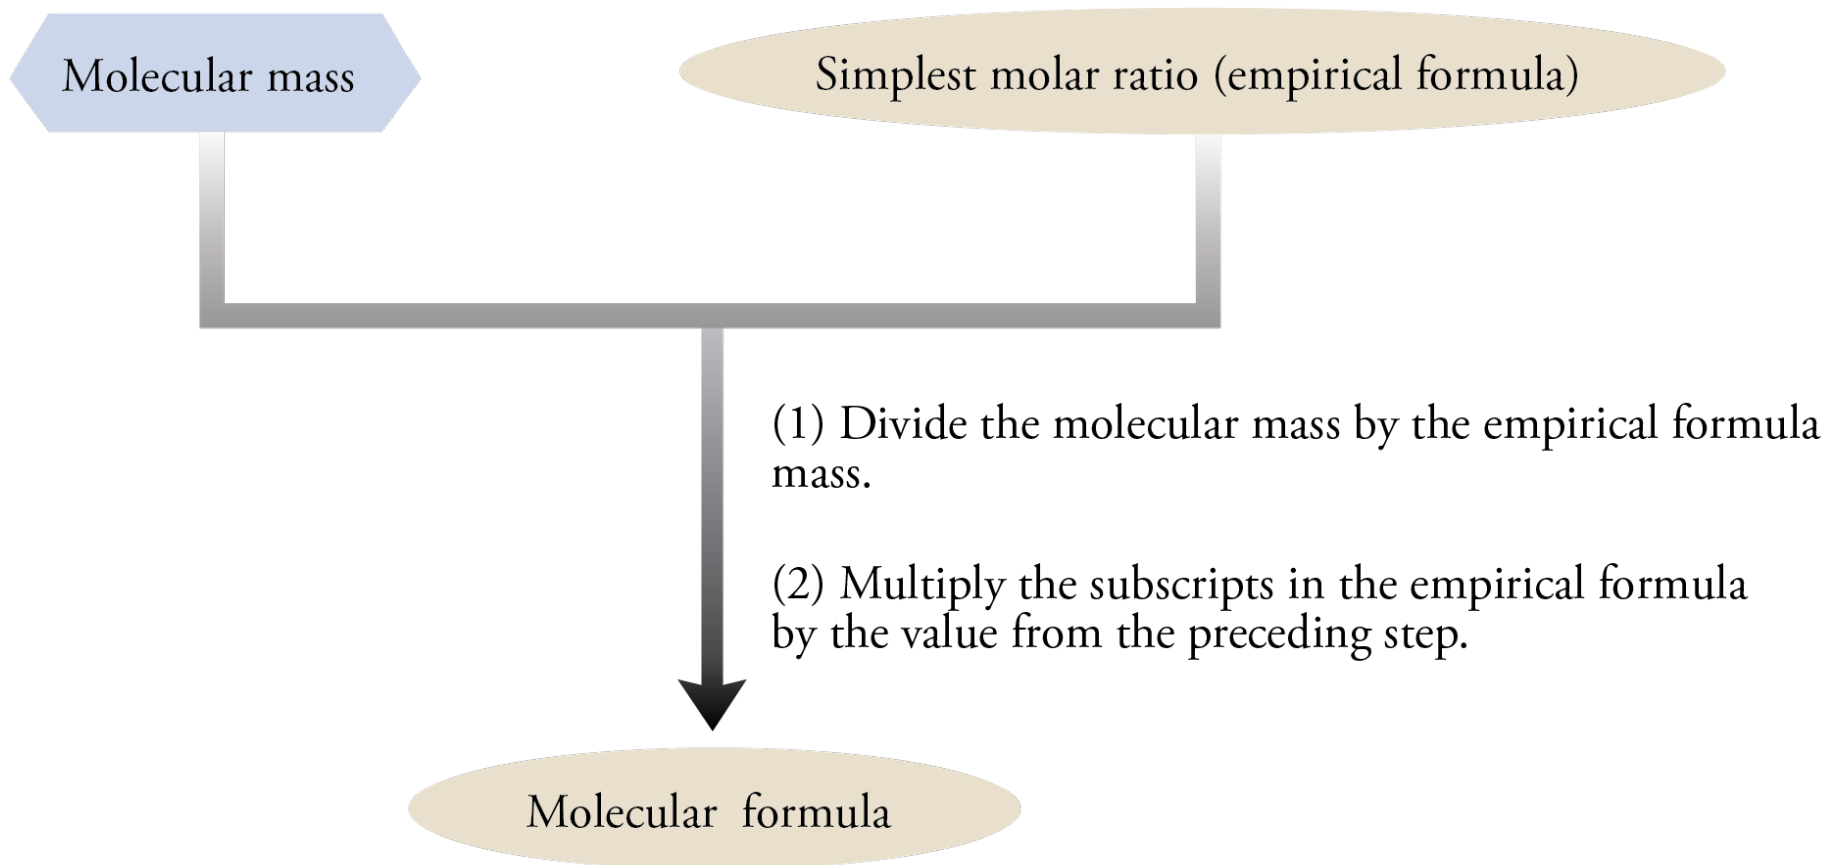 Molecular mass
Simplest molar ratio (empirical formula)
(1) Divide the molecular mass by the empirical formula
mass.
(2) Multiply the subscripts in the empirical formula
by the value from the preceding step.
Molecular formula